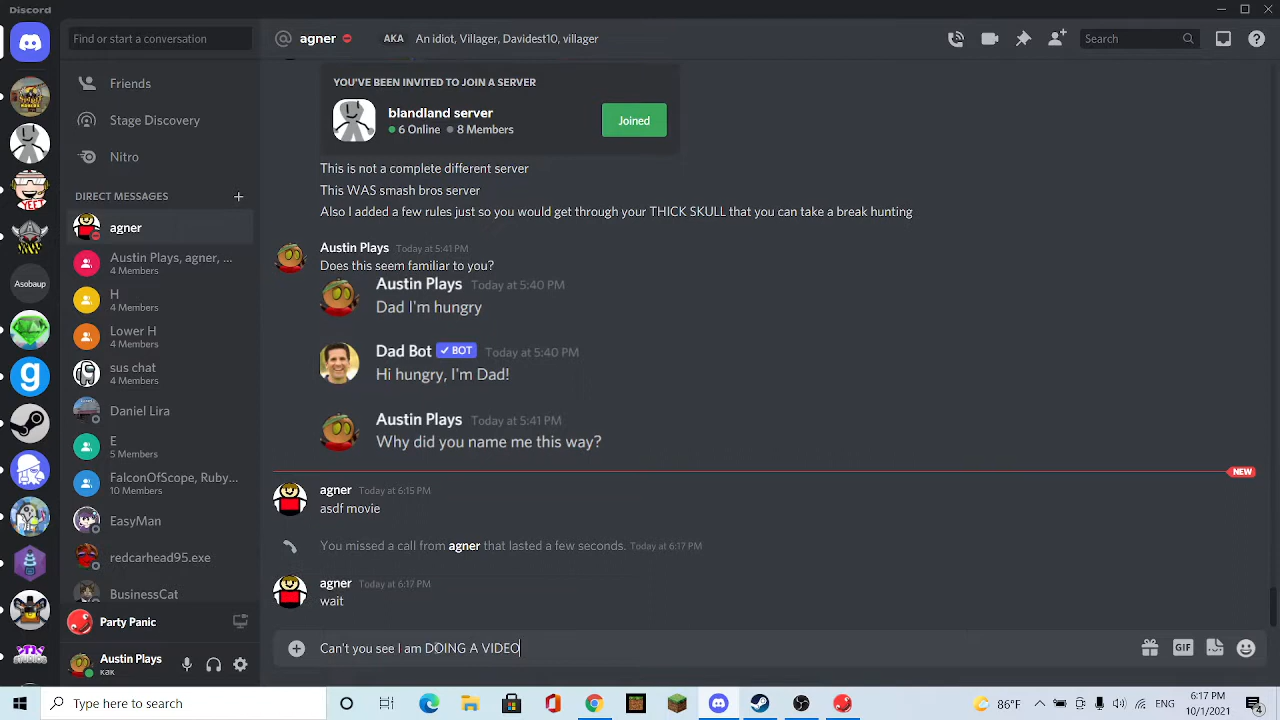 Discord
Find or start a conversation
agner
AKA An idiot, Villager, Davidest10, villager
Search
Friends
Stage Discovery
Nitro
DIRECT MESSAGES
agner
Austin Plays, agner, ...
4 Members
H
4 Members
Lower H
4 Members
sus chat
4 Members
Daniel Lira
E
5 Members
FalconOfScope, Ruby...
10 Members
EasyMan
redcarhead95.exe
BusinessCat
Party Panic
Austin Plays
как
Asobaup
YOU'VE BEEN INVITED TO JOIN A SERVER
blandland server
6 Online 8 Members
Joined
This is not a complete different server
This WAS smash bros server
Also I added a few rules just so you would get through your THICK SKULL that you can take a break hunting
Austin Plays Today at 5:41 PM
Does this seem familiar to you?
Austin Plays Today at 5:40 PM
Dad I'm hungry
Dad Bot BOT Today at 5:40 PM
Hi hungry, I'm Dad!
Austin Plays Today at 5:41 PM
Why did you name me this way?
NEW
agner Today at 6:15 PM
asdf movie
You missed a call from agner that lasted a few seconds. Today at 6:17 PM
agner Today at 6:17 PM
wait
Can't you see I am DOING A VIDEO
GIF
Type here to search
86°F
ENG
6:17 PM
10/1/2021
4